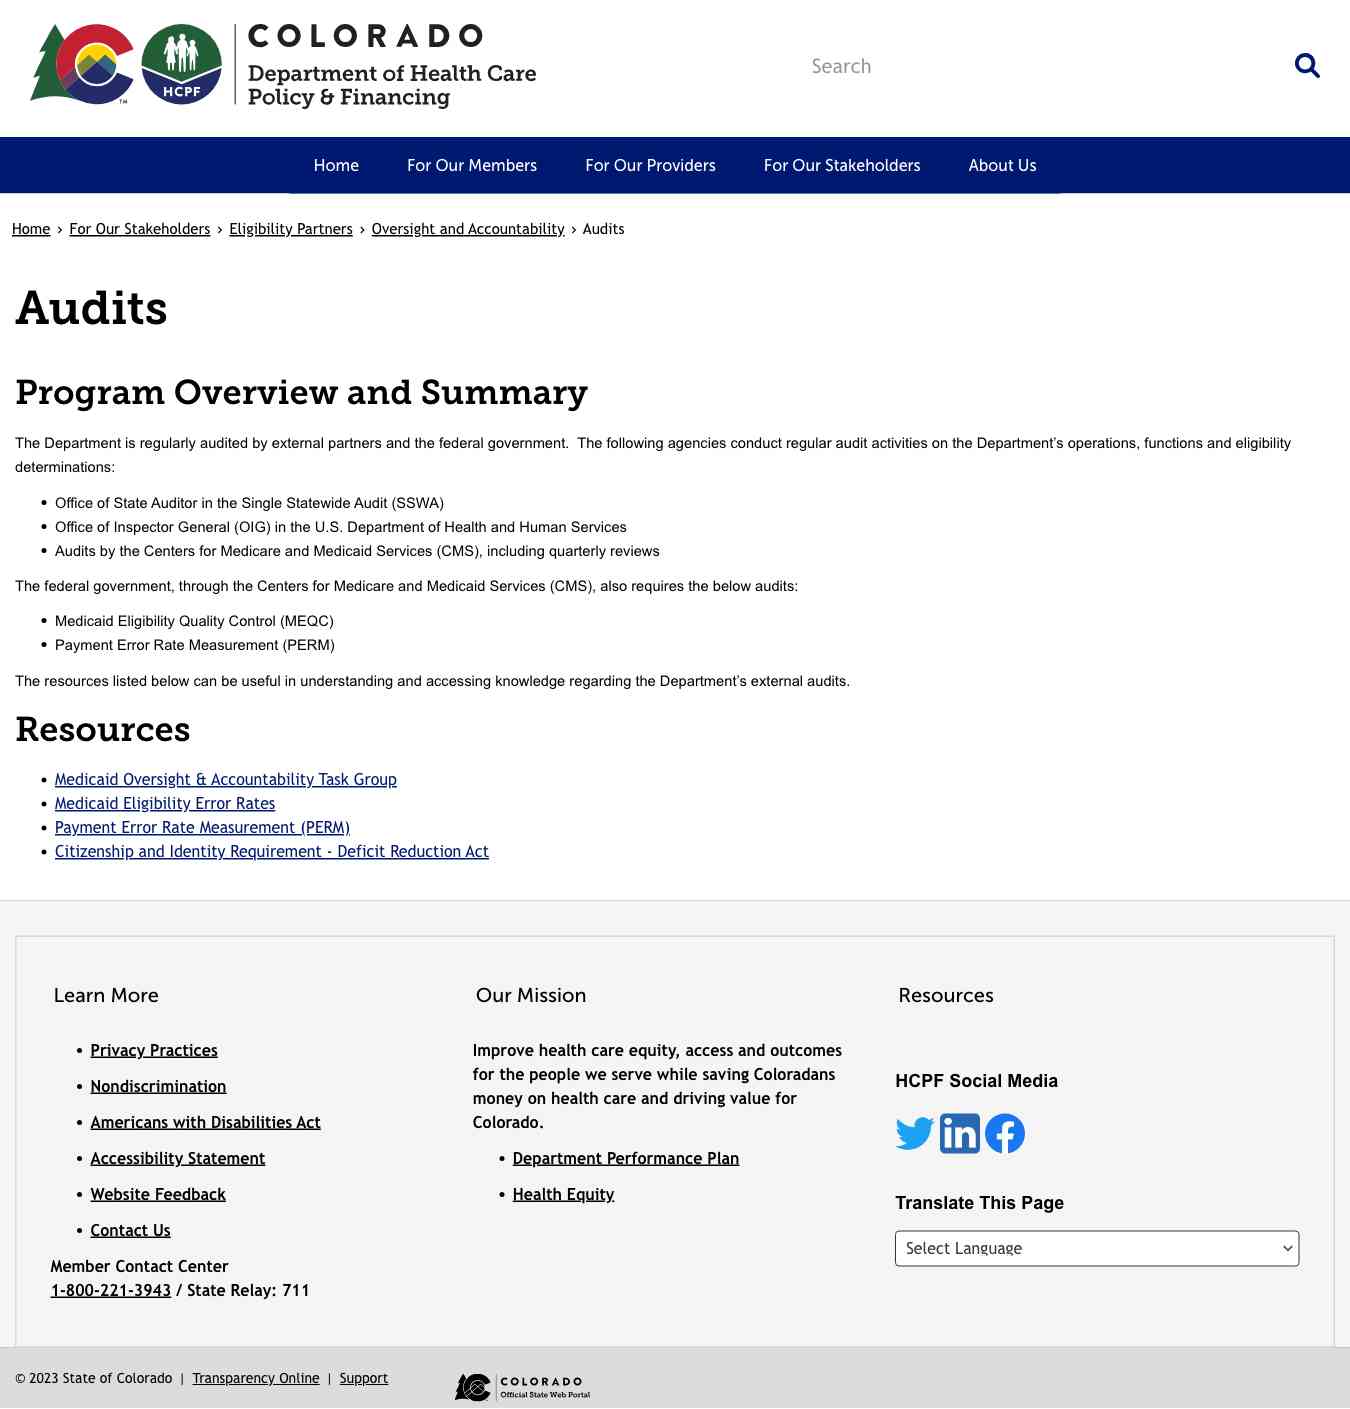 HCPF
TM
COLORADO
Department of Health Care
Policy & Financing
Search
Home For Our Members For Our Providers For Our Stakeholders About Us
Home › For Our Stakeholders › Eligibility Partners › Oversight and Accountability › Audits
Audits
Program Overview and Summary
The Department is regularly audited by external partners and the federal government.  The following agencies conduct regular audit activities on the Department's operations, functions and eligibility
determinations:
• Office of State Auditor in the Single Statewide Audit (SSWA)
• Office of Inspector General (OIG) in the U.S. Department of Health and Human Services
• Audits by the Centers for Medicare and Medicaid Services (CMS), including quarterly reviews
The federal government, through the Centers for Medicare and Medicaid Services (CMS), also requires the below audits:
• Medicaid Eligibility Quality Control (MEQC)
• Payment Error Rate Measurement (PERM)
The resources listed below can be useful in understanding and accessing knowledge regarding the Department's external audits.
Resources
• Medicaid Oversight & Accountability Task Group
• Medicaid Eligibility Error Rates
• Payment Error Rate Measurement (PERM)
• Citizenship and Identity Requirement - Deficit Reduction Act
Learn More
• Privacy Practices
• Nondiscrimination
• Americans with Disabilities Act
• Accessibility Statement
• Website Feedback
• Contact Us
Member Contact Center
1-800-221-3943 / State Relay: 711
Our Mission
Improve health care equity, access and outcomes
for the people we serve while saving Coloradans
money on health care and driving value for
Colorado.
• Department Performance Plan
• Health Equity
Resources
HCPF Social Media
in
Translate This Page
Select Language
© 2023 State of Colorado | Transparency Online | Support
COLORADO
Official State Web Portal